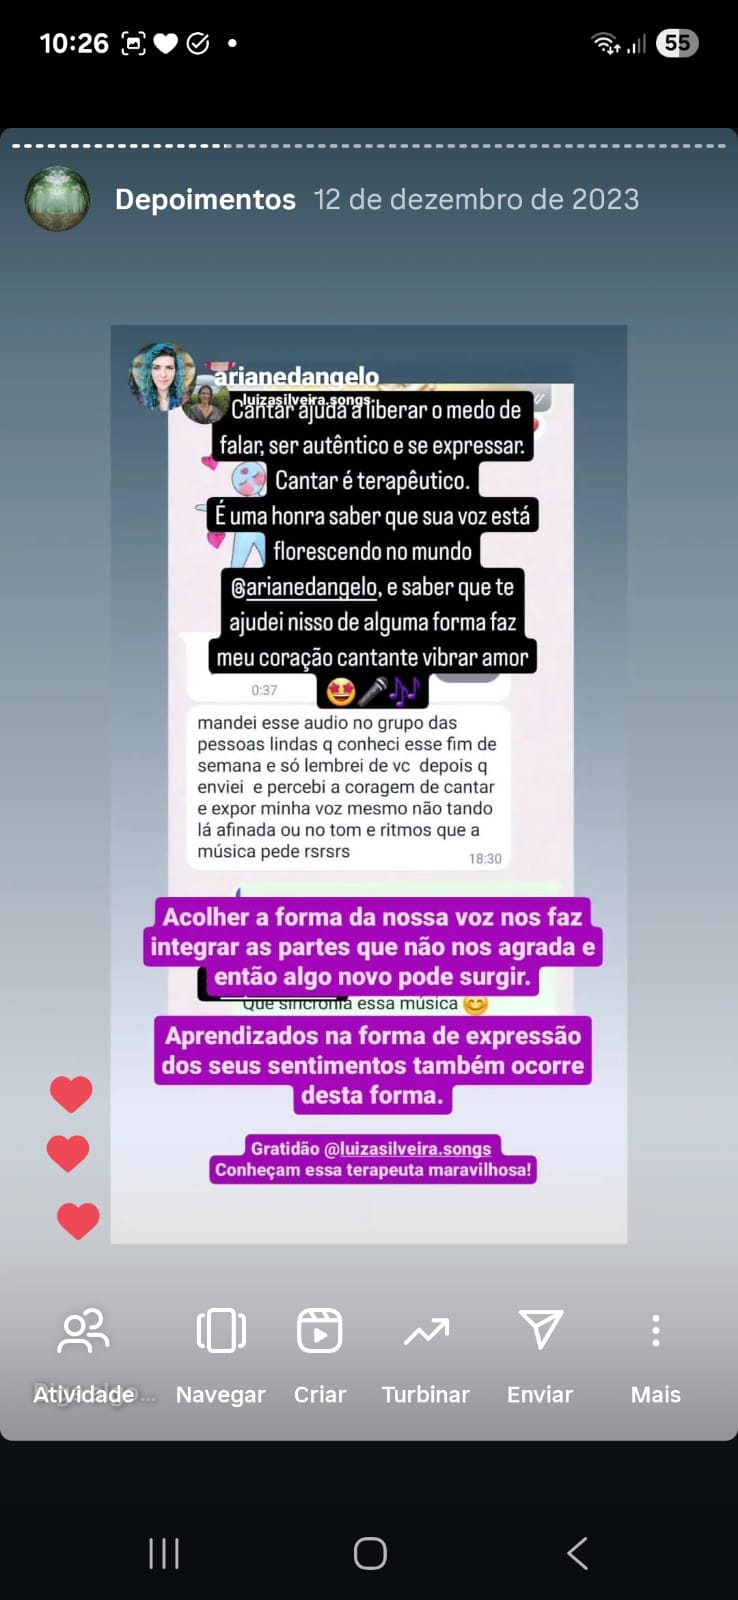 10:26
55
Depoimentos 12 de dezembro de 2023
arianedangelo
luizasilveira.songs
Cantar ajuda a liberar o medo de
falar, ser autêntico e se expressar.
Cantar é terapêutico.
É uma honra saber que sua voz está
florescendo no mundo
@arianedangelo, e saber que te
ajudei nisso de alguma forma faz
meu coração cantante vibrar amor
🤩🎤🎶
0:37
mandei esse audio no grupo das
pessoas lindas q conheci esse fim de
semana e só lembrei de vc depois q
enviei e percebi a coragem de cantar
e expor minha voz mesmo não tando
lá afinada ou no tom e ritmos que a
música pede rsrsrs
18:30
Acolher a forma da nossa voz nos faz
integrar as partes que não nos agrada e
então algo novo pode surgir.
Que sincronia essa música 😊
Aprendizados na forma de expressão
dos seus sentimentos também ocorre
desta forma.
Gratidão @luizasilveira.songs
Conheçam essa terapeuta maravilhosa!
Atividade Navegar Criar Turbinar Enviar Mais